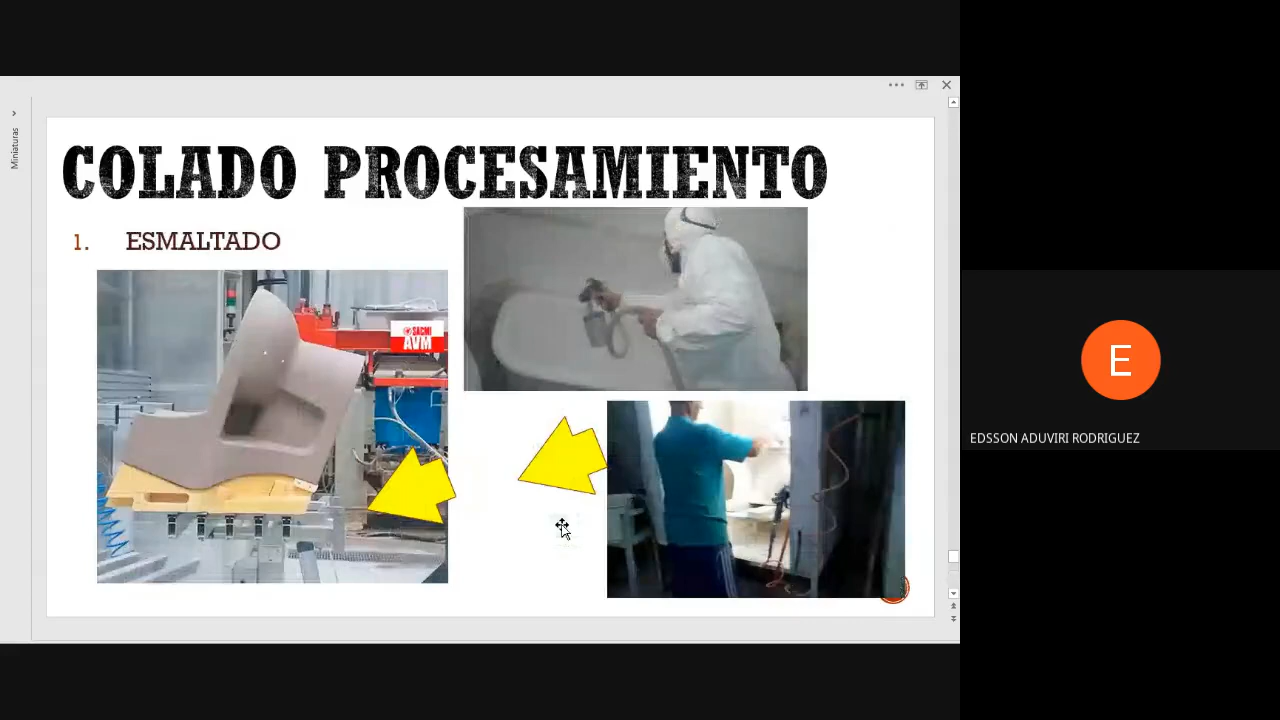 Miniaturas
COLADO PROCESAMIENTO
1. ESMALTADO
SACMI
AVM
E
EDSSON ADUVIRI RODRIGUEZ